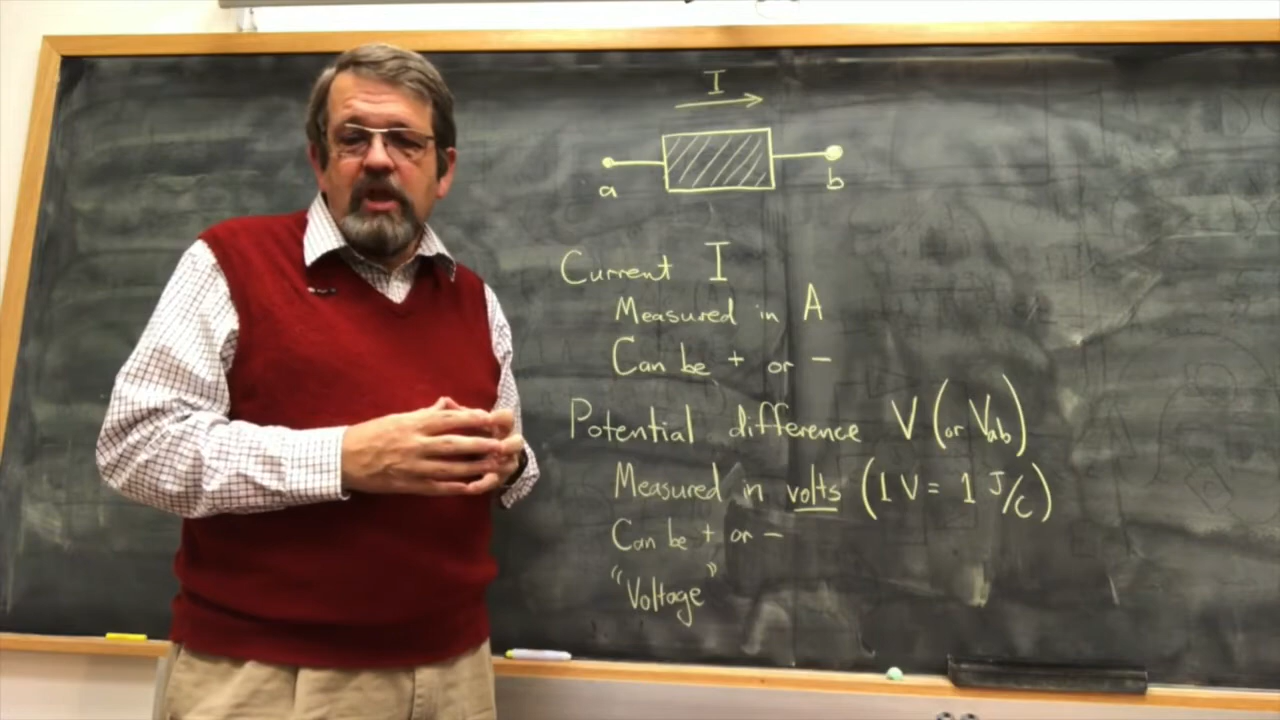 I
a
b
Current I
Measured in A
Can be + or -
Potential difference V (or Vab)
Measured in volts (1 V = 1 J/C)
Can be + or -
"Voltage"